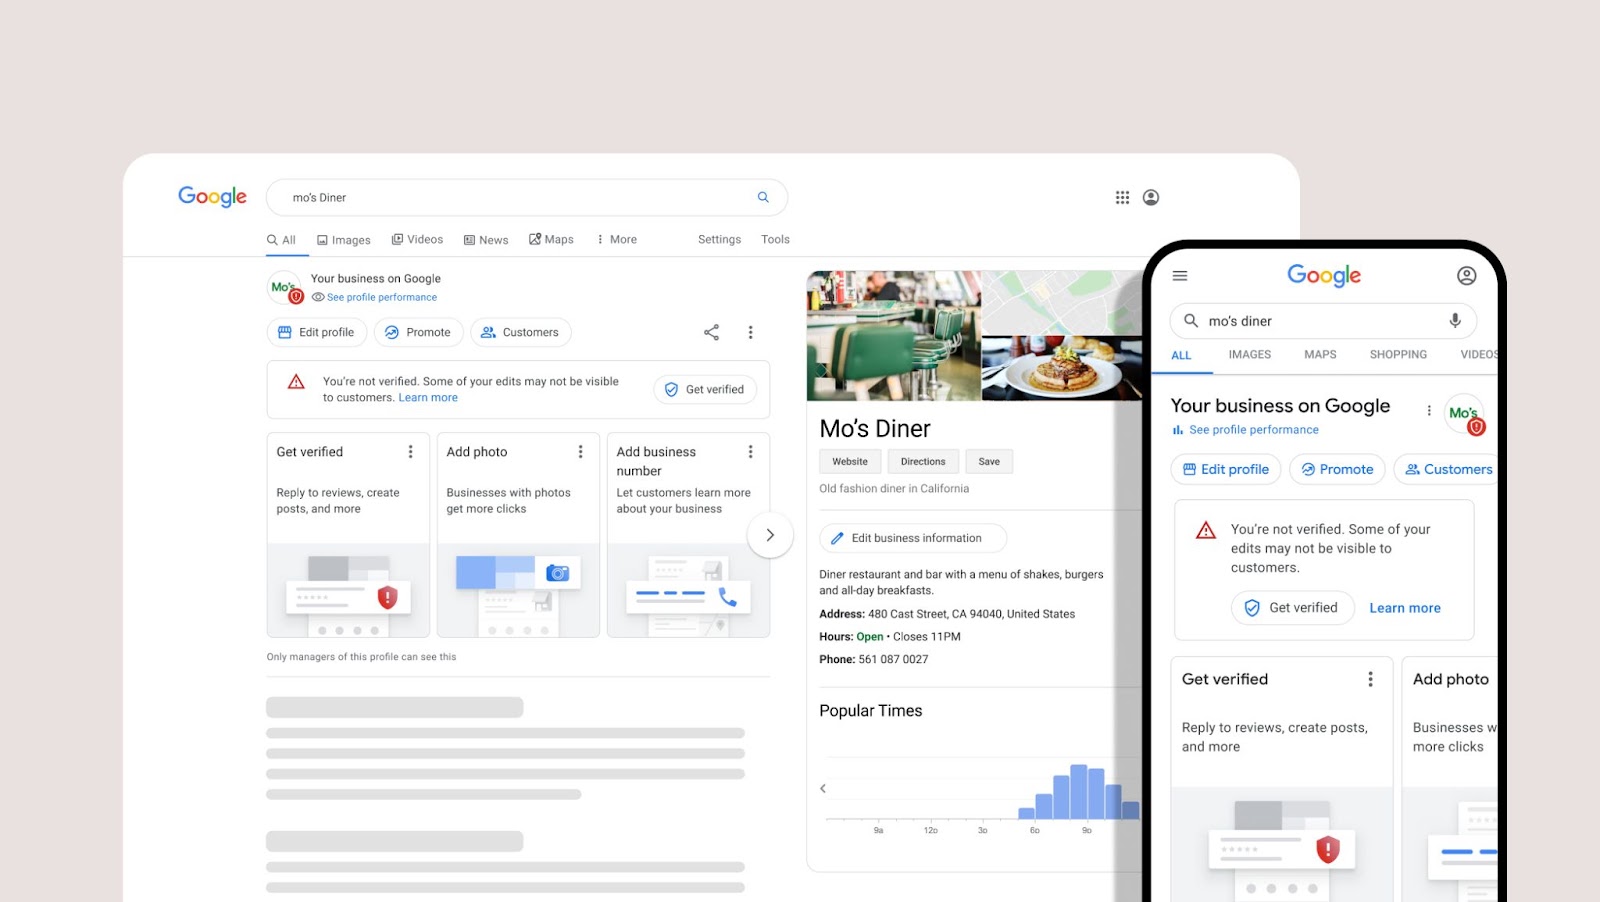 Google
mo's Diner
All
Images
Videos
News
Maps
More
Settings
Tools
Mo's
Your business on Google
See profile performance
Edit profile
Promote
Customers
You're not verified. Some of your edits may not be visible
to customers. Learn more
Get verified
Get verified
Reply to reviews, create
posts, and more
Add photo
Businesses with photos
get more clicks
Add business
number
Let customers learn more
about your business
Only managers of this profile can see this
Mo's Diner
Website
Directions
Save
Old fashion diner in California
Edit business information
Diner restaurant and bar with a menu of shakes, burgers
and all-day breakfasts.
Address: 480 Cast Street, CA 94040, United States
Hours: Open • Closes 11PM
Phone: 561 087 0027
Popular Times
9a
12p
3p
6p
9p
Google
mo's diner
ALL
IMAGES
MAPS
SHOPPING
VIDEOS
Your business on Google
Mo's
See profile performance
Edit profile
Promote
Customers
You're not verified. Some of your
edits may not be visible to
customers.
Get verified
Learn more
Get verified
Reply to reviews, create posts,
and more
Add photo
Businesses w
more clicks